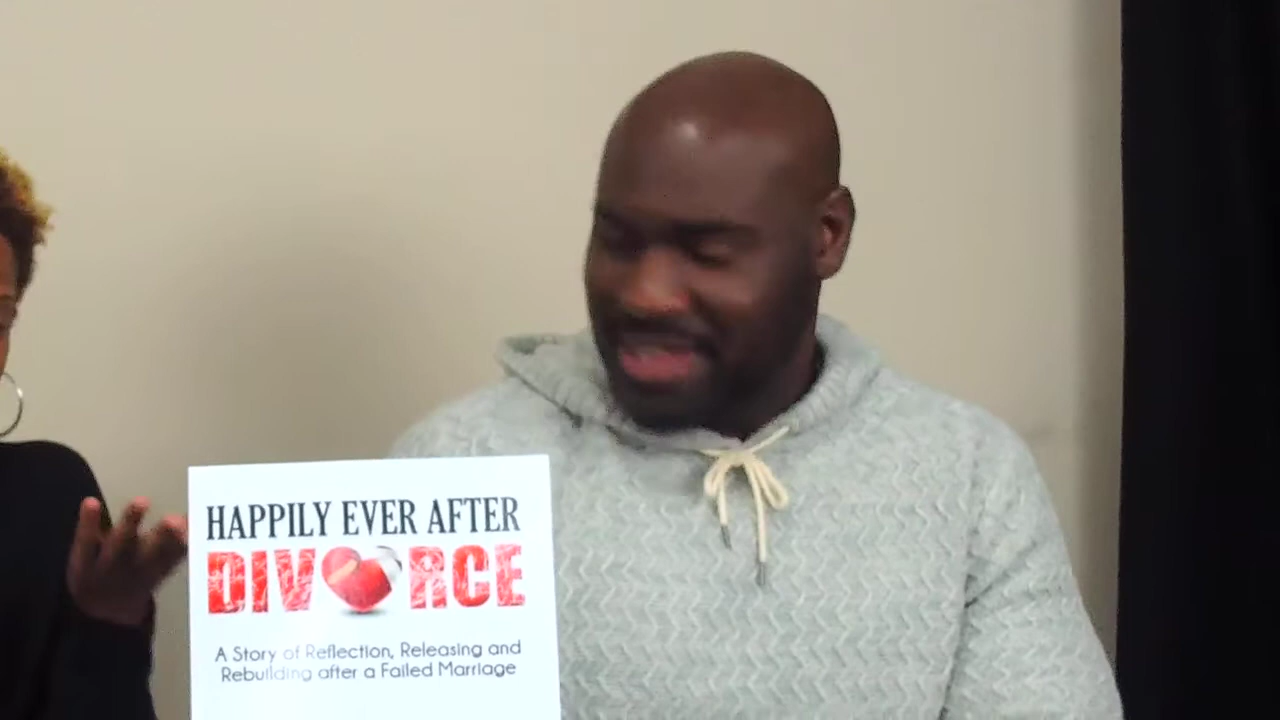 HAPPILY EVER AFTER
DIVORCE
A Story of Reflection, Releasing and
Rebuilding after a Failed Marriage